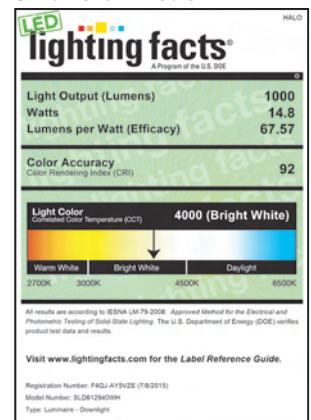 HALO
LED
lighting facts®
A Program of the U.S. DOE
Light Output (Lumens) 1000
Watts 14.8
Lumens per Watt (Efficacy) 67.57
Color Accuracy
Color Rendering Index (CRI) 92
Light Color
Correlated Color Temperature (CCT) 4000 (Bright White)
Warm White Bright White Daylight
2700K 3000K 4500K 6500K
All results are according to IESNA LM-79-2008: Approved Method for the Electrical and
Photometric Testing of Solid-State Lighting. The U.S. Department of Energy (DOE) verifies
product test data and results.
Visit www.lightingfacts.com for the Label Reference Guide.
Registration Number: F4QJ-AY5VZE (7/8/2015)
Model Number: SLD612940WH
Type: Luminaire - Downlight